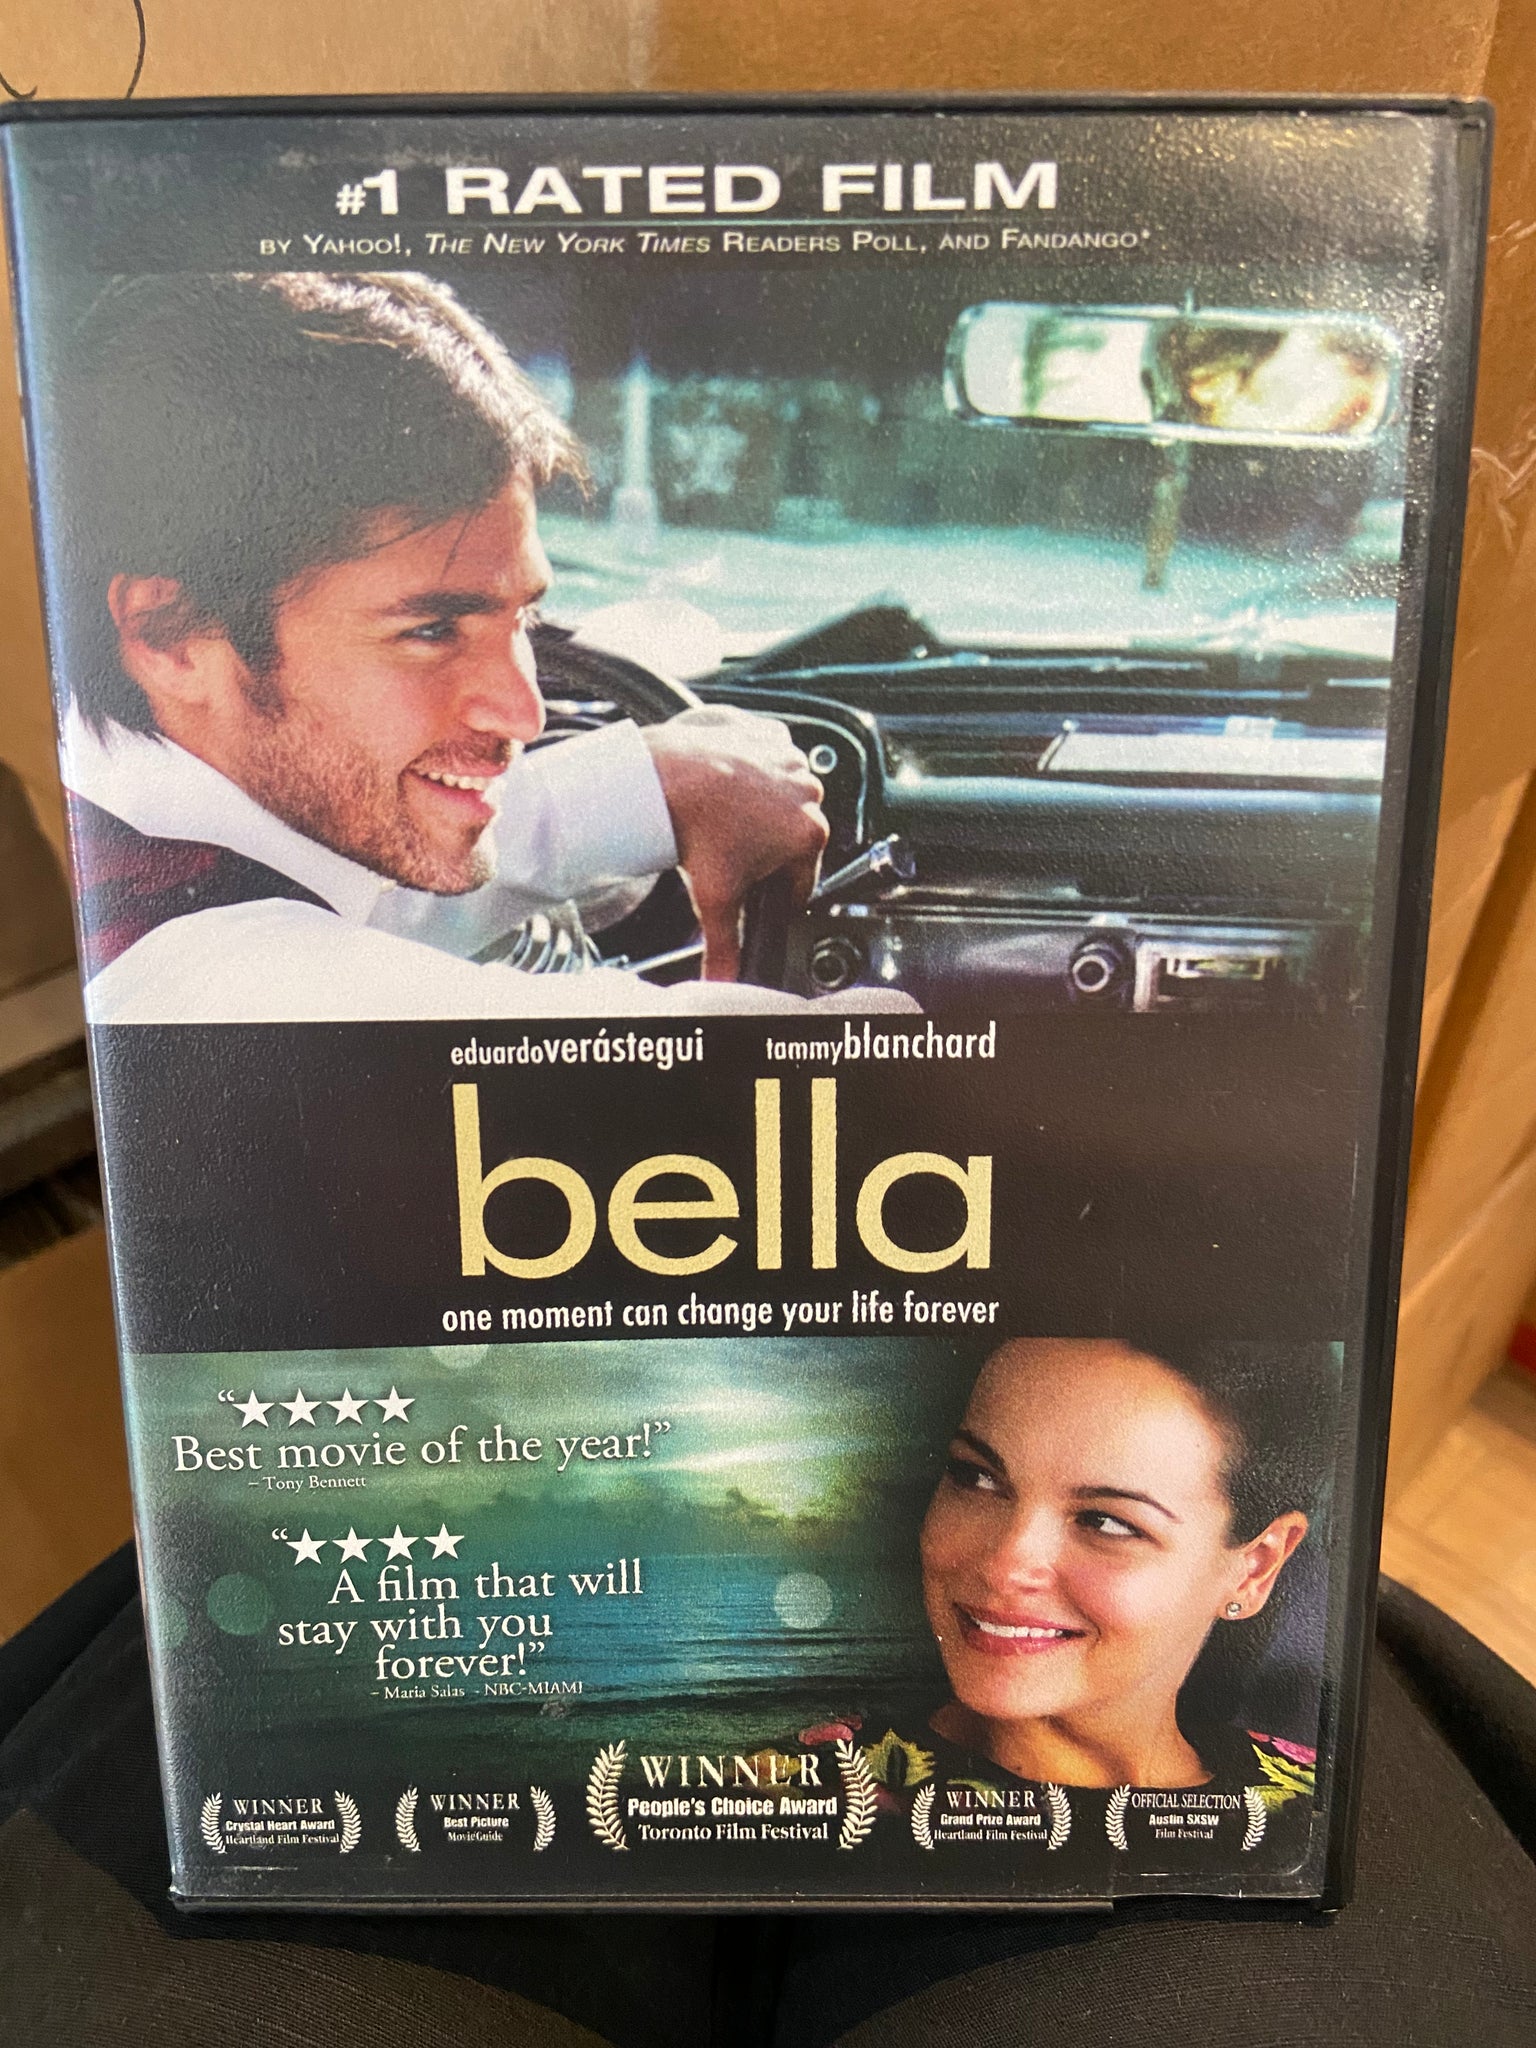 #1 RATED FILM
BY YAHOO!, THE NEW YORK TIMES READERS POLL, AND FANDANGO*
eduardoverástegui tammyblanchard
bella
one moment can change your life forever
"★★★★
Best movie of the year!"
– Tony Bennett
"★★★★
A film that will
stay with you
forever!"
– Maria Salas - NBC-MIAMI
WINNER
Crystal Heart Award
Heartland Film Festival
WINNER
Best Picture
MovieGuide
WINNER
People's Choice Award
Toronto Film Festival
WINNER
Grand Prize Award
Heartland Film Festival
OFFICIAL SELECTION
Austin SXSW
Film Festival